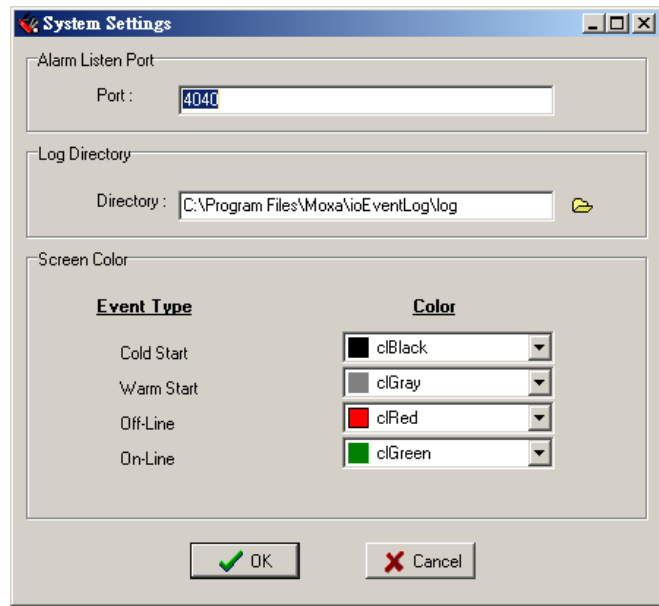 System Settings
Alarm Listen Port
Port :
4040
Log Directory
Directory :
C:\Program Files\Moxa\ioEventLog\log
Screen Color
Event Type Color
Cold Start clBlack
Warm Start clGray
Off-Line clRed
On-Line clGreen
OK Cancel